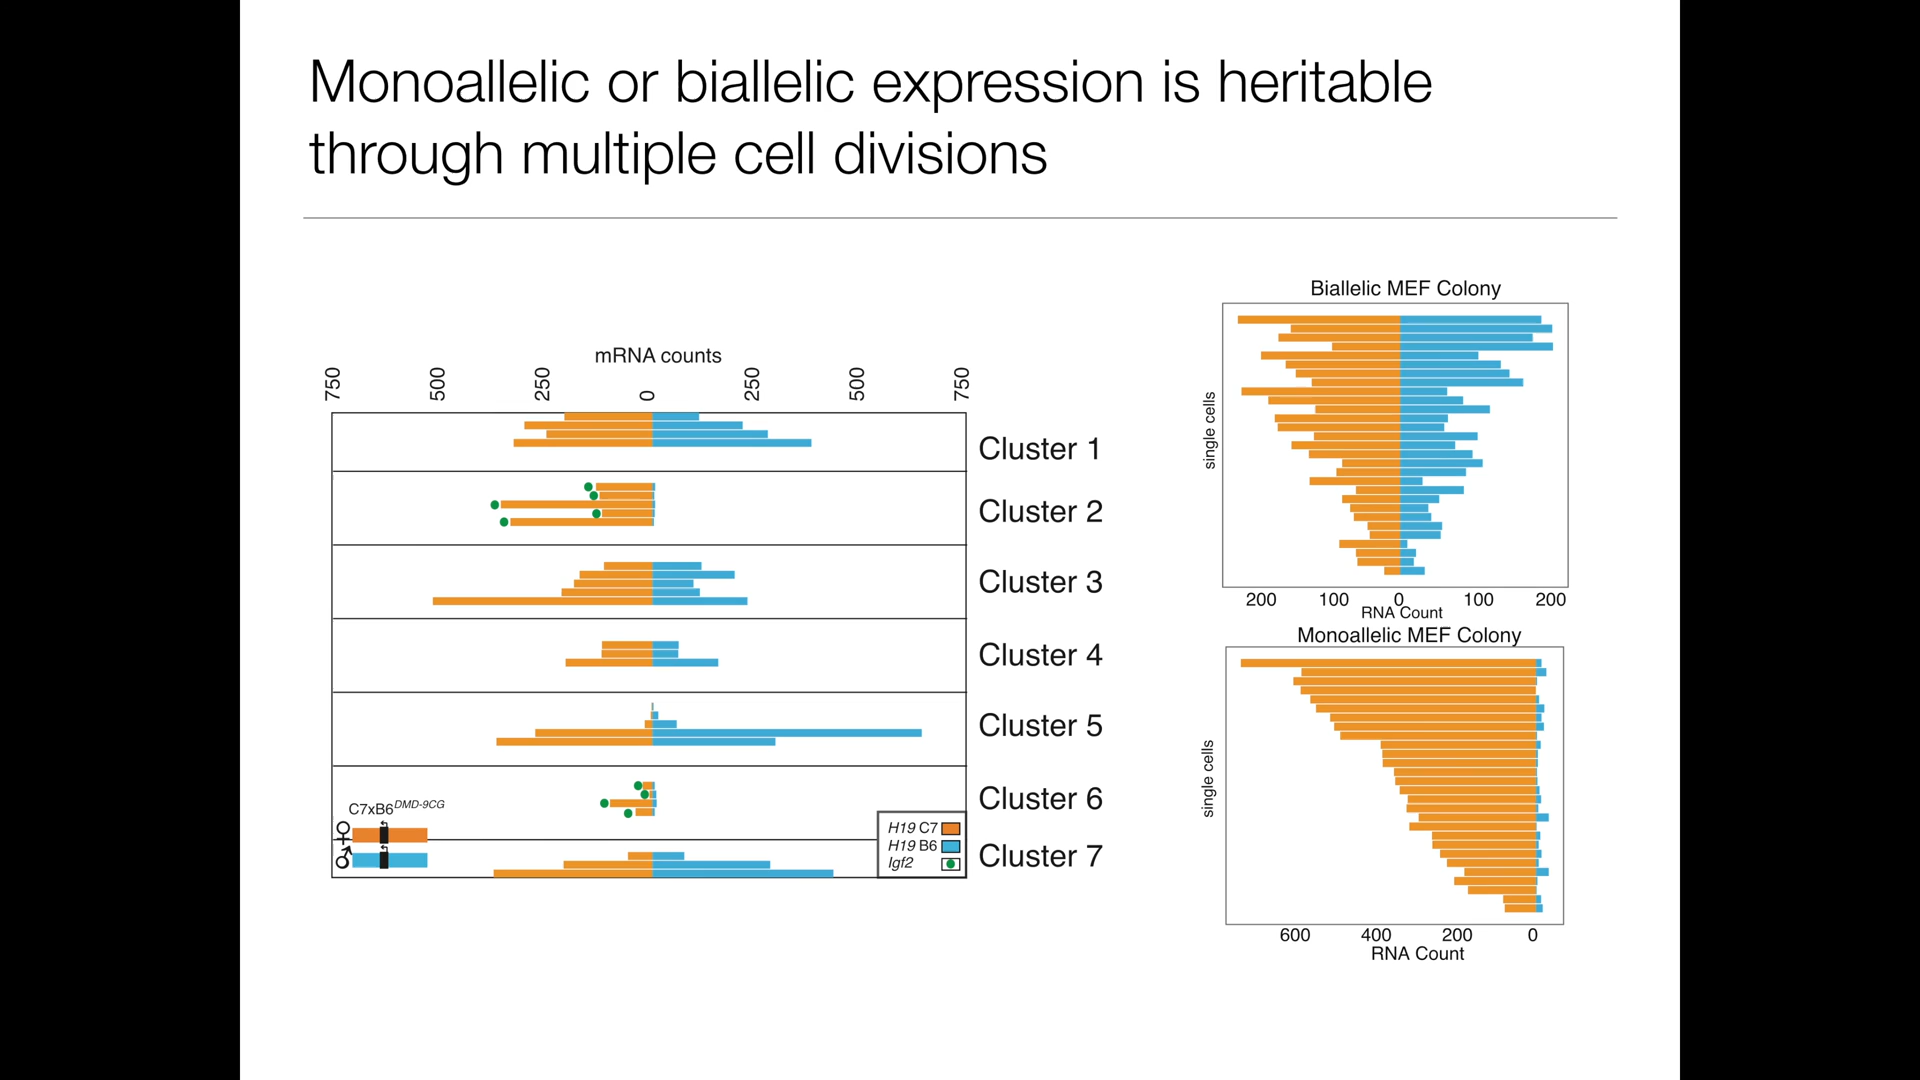 Monoallelic or biallelic expression is heritable
through multiple cell divisions
mRNA counts
750 500 250 0 250 500 750
Cluster 1
Cluster 2
Cluster 3
Cluster 4
Cluster 5
Cluster 6
Cluster 7
C7xB6DMD-9CG
♀
♂
H19 C7
H19 B6
Igf2
Biallelic MEF Colony
single cells
200 100 0 100 200
RNA Count
Monoallelic MEF Colony
single cells
600 400 200 0
RNA Count